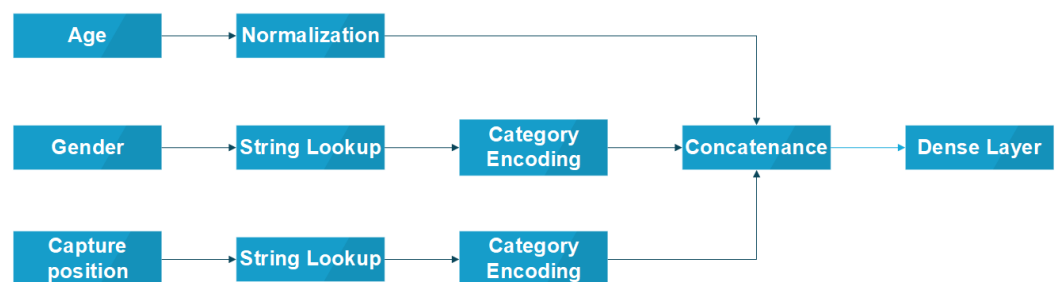 Age
Normalization
Gender
String Lookup
Category
Encoding
Concatenance
Dense Layer
Capture
position
String Lookup
Category
Encoding